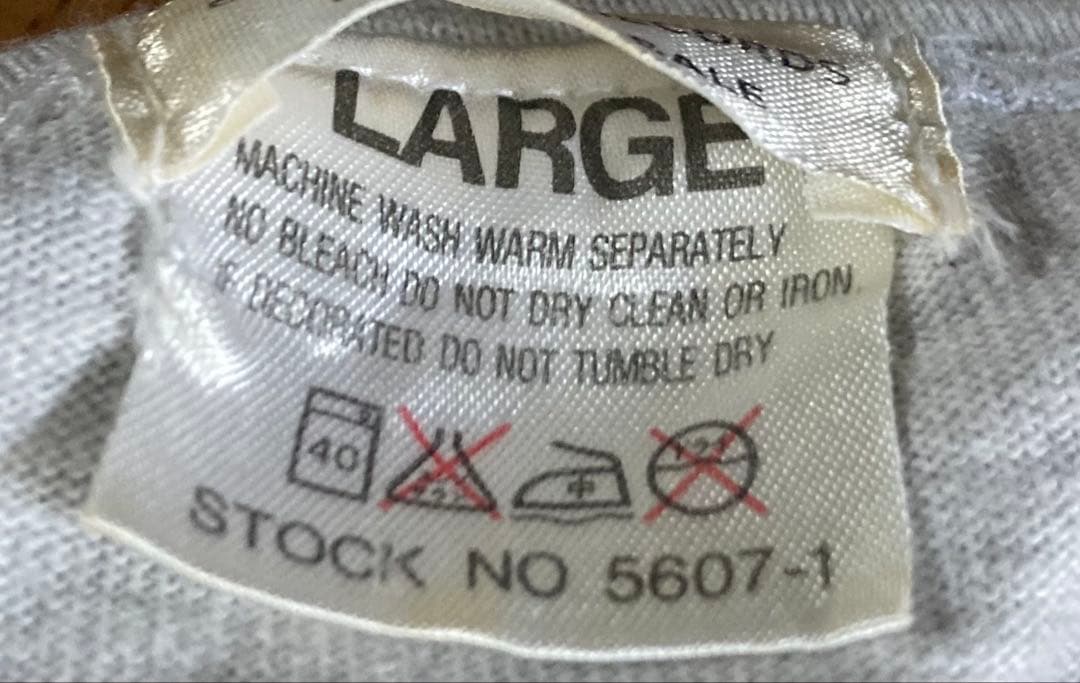 LARGE
MACHINE WASH WARM SEPARATELY
NO BLEACH DO NOT DRY CLEAN OR IRON
IF DECORATED DO NOT TUMBLE DRY
40
STOCK NO 5607-1